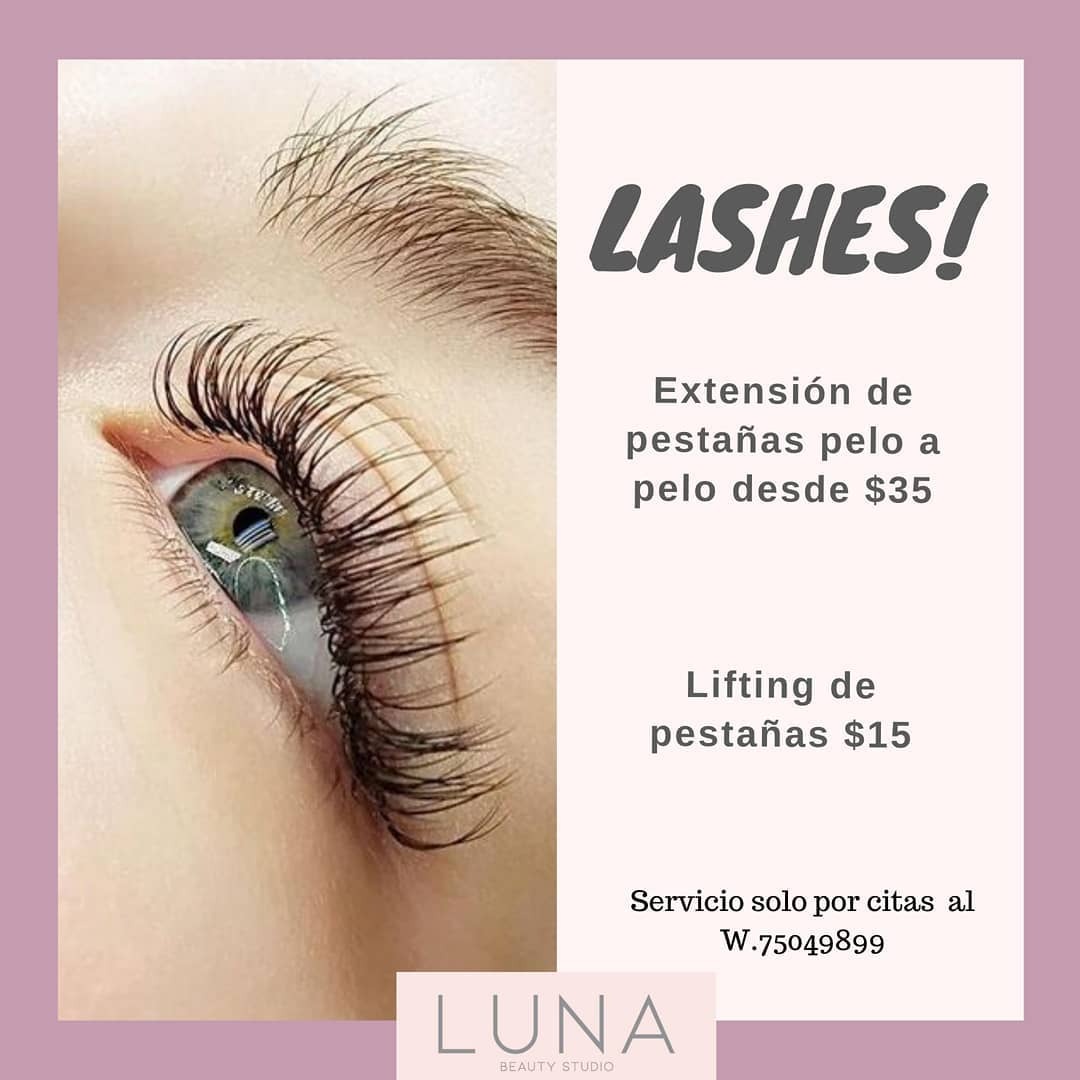 LASHES!
Extensión de
pestañas pelo a
pelo desde $35
Lifting de
pestañas $15
Servicio solo por citas al
W.75049899
LUNA
BEAUTY STUDIO